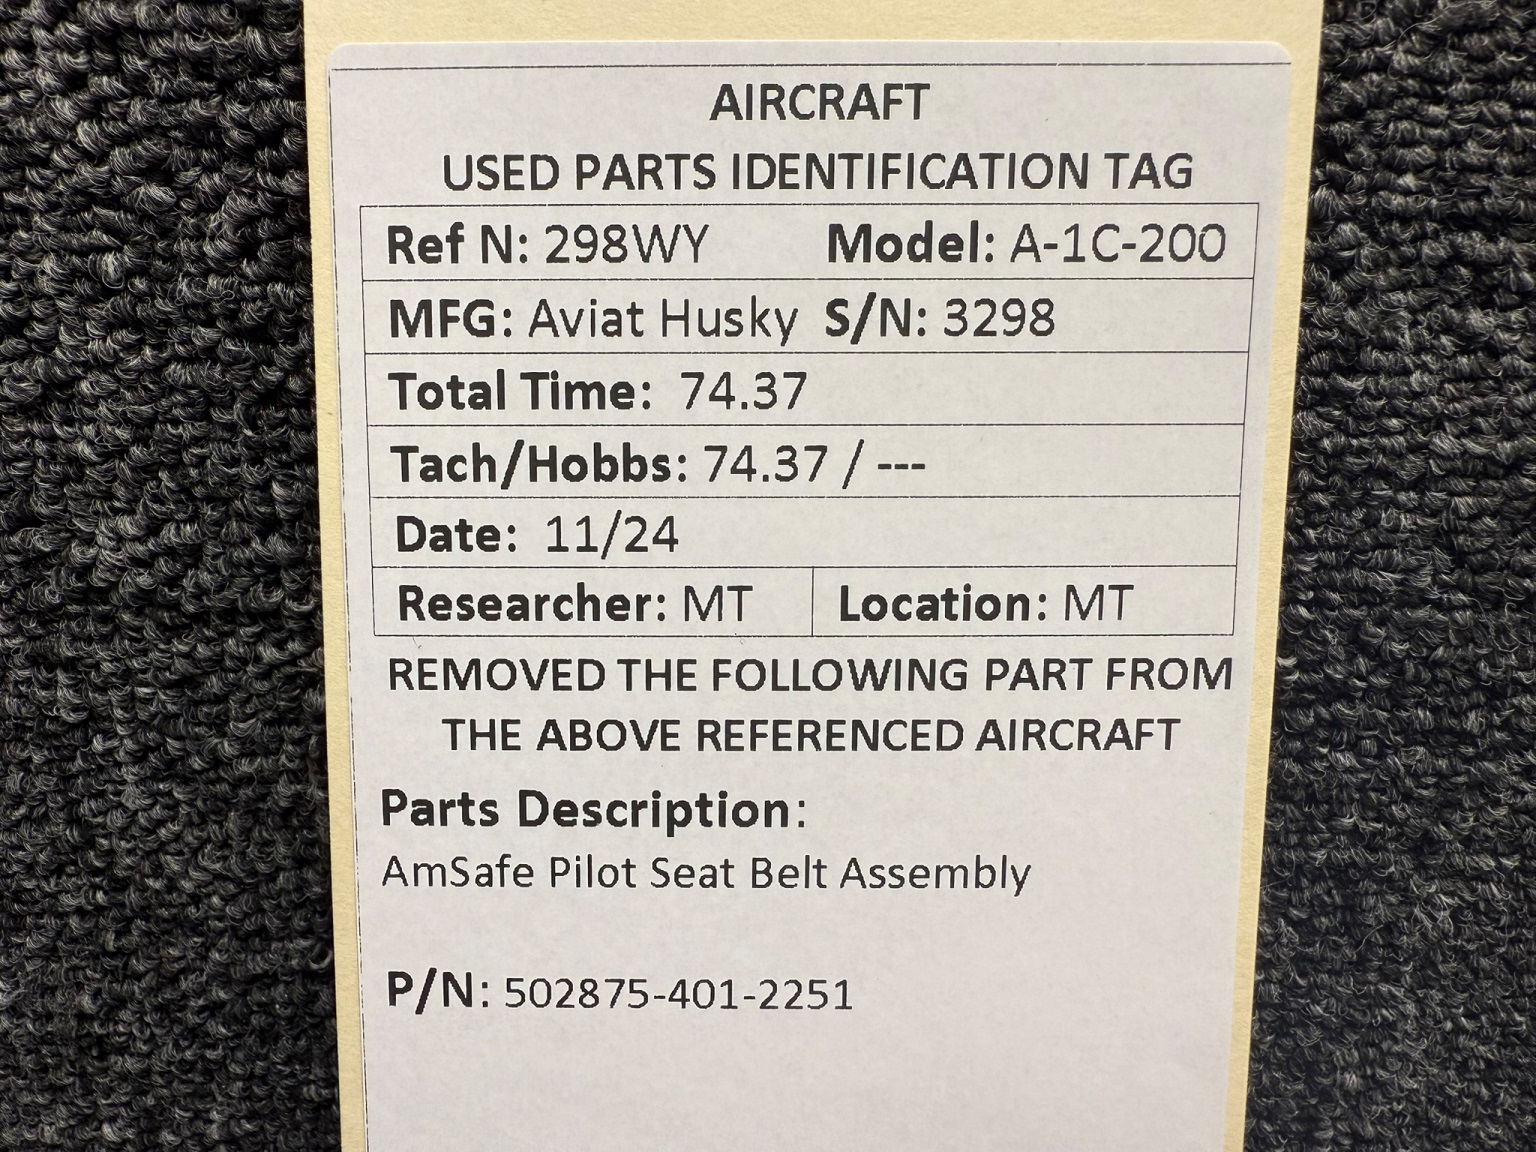 AIRCRAFT
USED PARTS IDENTIFICATION TAG
Ref N: 298WY Model: A-1C-200
MFG: Aviat Husky S/N: 3298
Total Time: 74.37
Tach/Hobbs: 74.37 / ---
Date: 11/24
Researcher: MT Location: MT
REMOVED THE FOLLOWING PART FROM
THE ABOVE REFERENCED AIRCRAFT
Parts Description:
AmSafe Pilot Seat Belt Assembly
P/N: 502875-401-2251